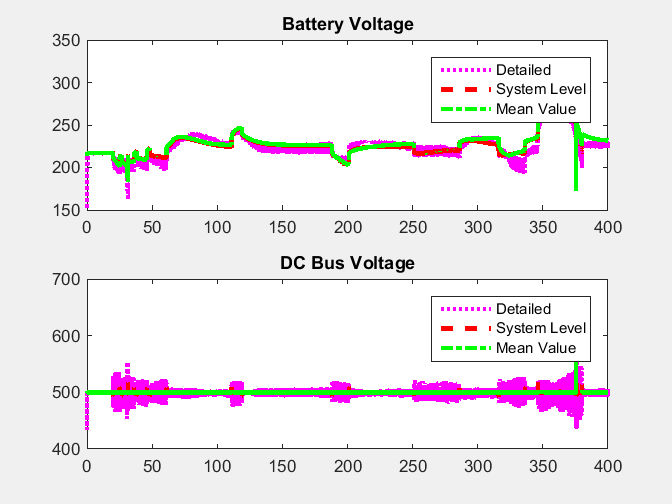 Battery Voltage
350
300
250
200
150
Detailed
System Level
Mean Value
0 50 100 150 200 250 300 350 400
DC Bus Voltage
700
600
500
400
Detailed
System Level
Mean Value
0 50 100 150 200 250 300 350 400